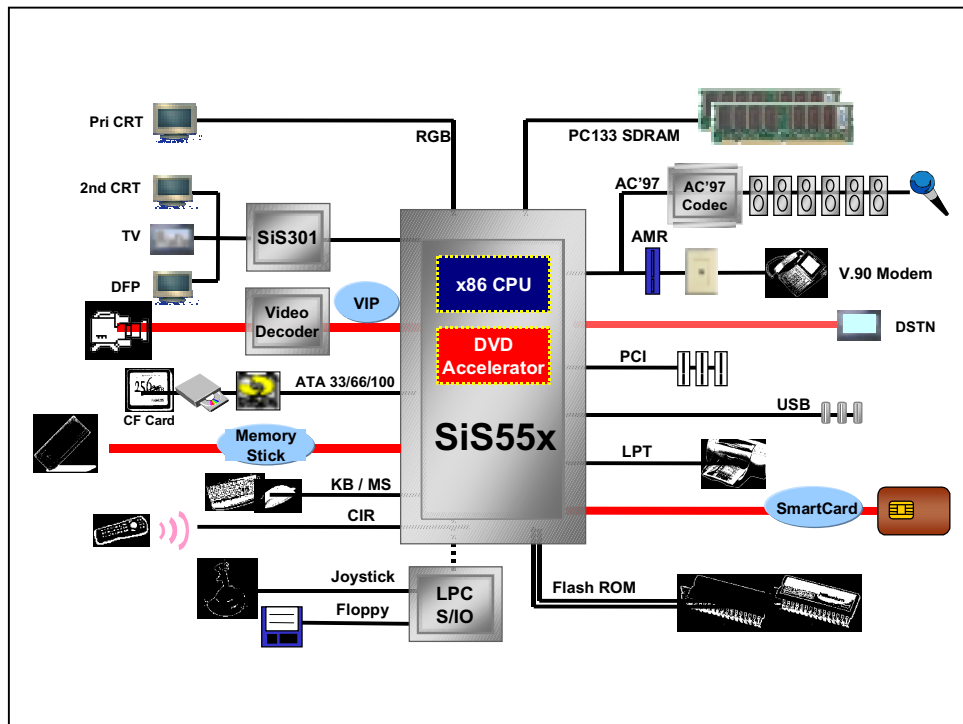 Pri CRT
RGB
PC133 SDRAM
2nd CRT
TV
DFP
SiS301
AC'97
AC'97
Codec
AMR
V.90 Modem
x86 CPU
VIP
Video
Decoder
DSTN
DVD
Accelerator
PCI
ATA 33/66/100
256
CF Card
USB
SiS55x
Memory
Stick
LPT
KB / MS
SmartCard
CIR
Joystick
Floppy
LPC
S/IO
Flash ROM